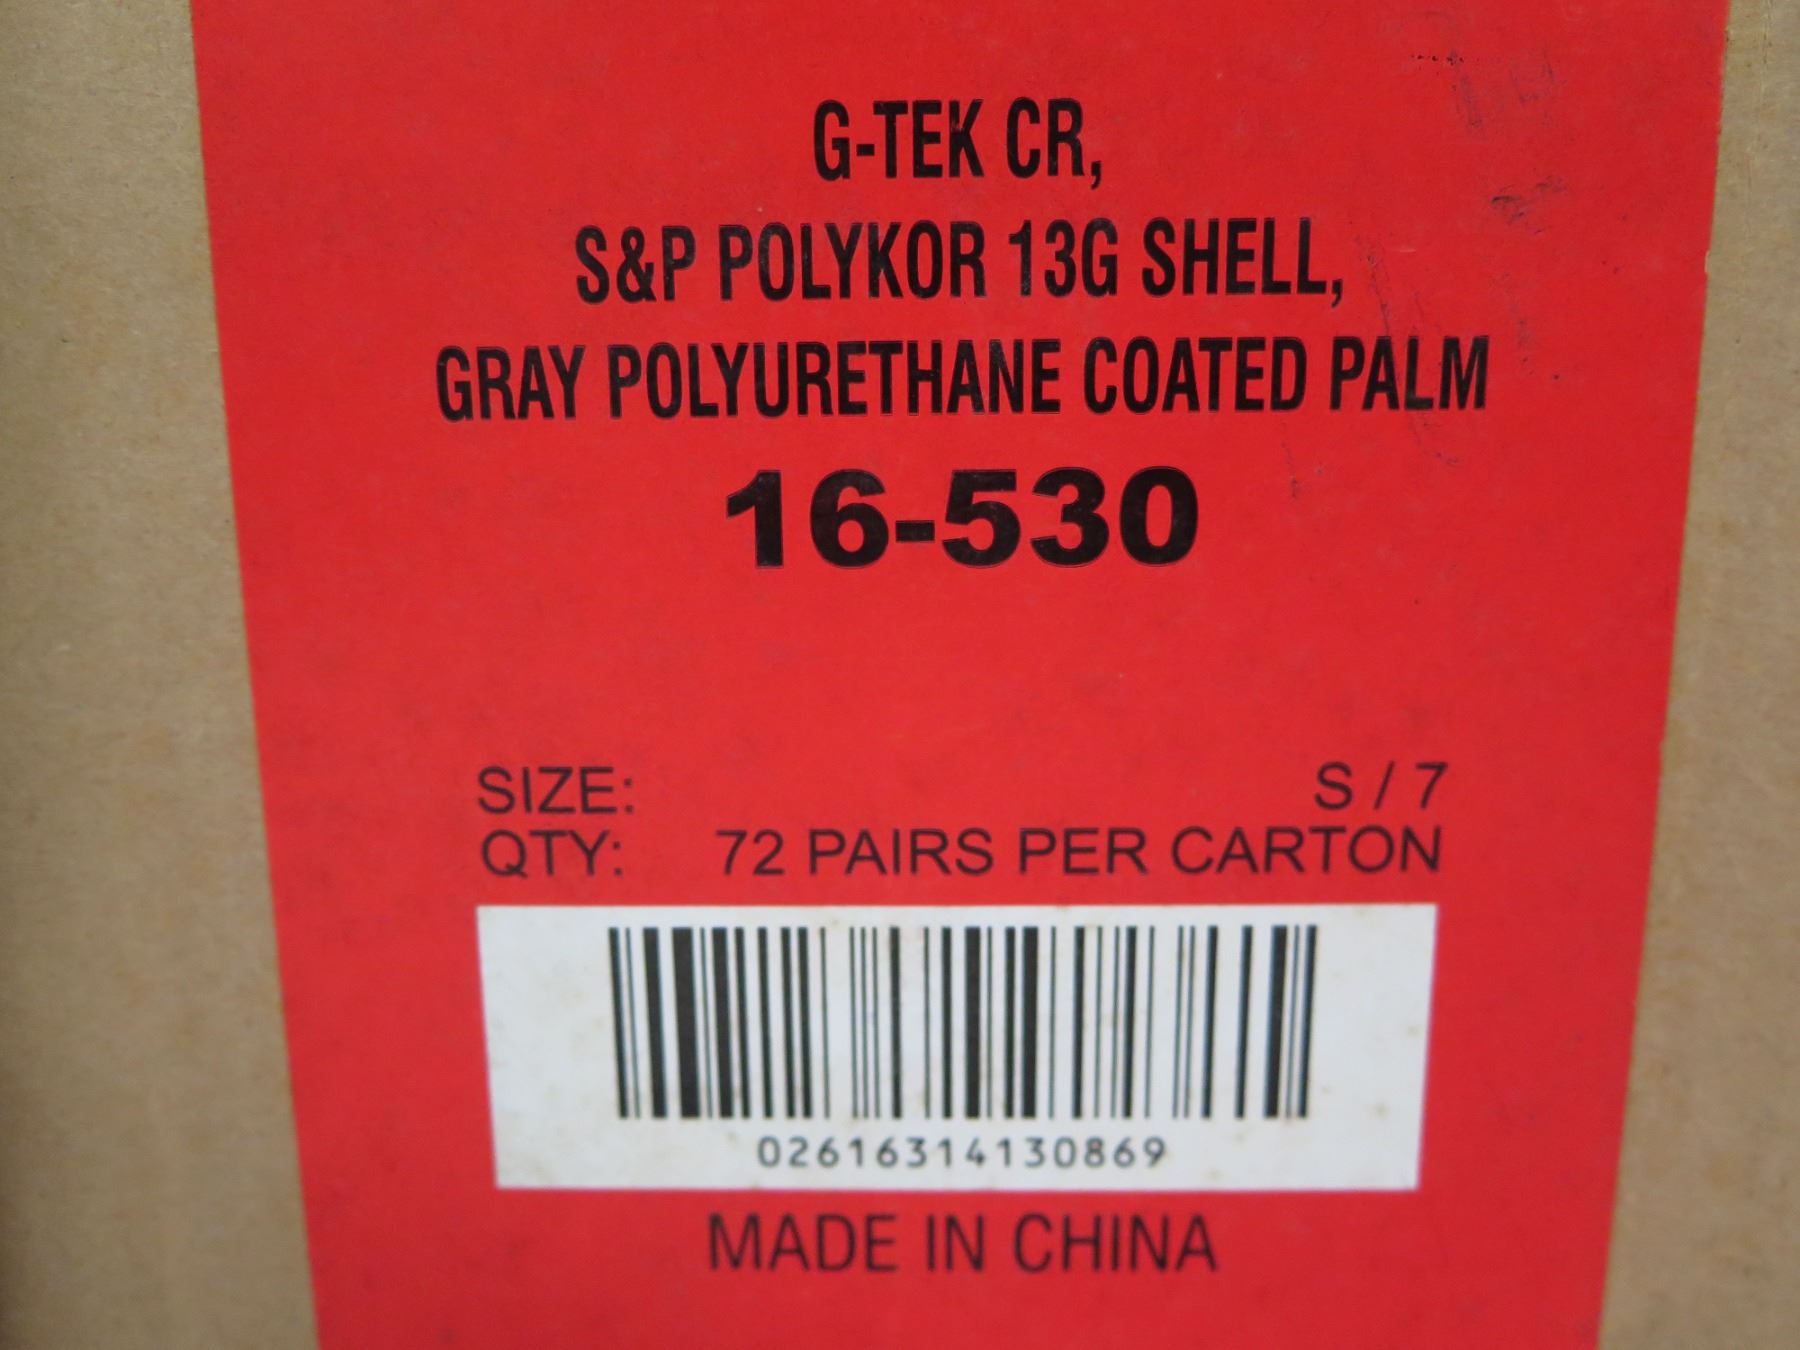 G-TEK CR,
S&P POLYKOR 13G SHELL,
GRAY POLYURETHANE COATED PALM
16-530
SIZE: S / 7
QTY: 72 PAIRS PER CARTON
02616314130869
MADE IN CHINA